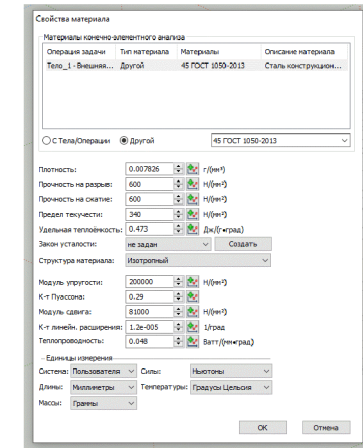 Свойства материала
Материалы конечно-элементного анализа
Операция задачи Тип материала Материалы Описание материала
Тело_1 - Внешняя... Другой 45 ГОСТ 1050-2013 Сталь конструкцион...
С Тела/Операции Другой 45 ГОСТ 1050-2013
Плотность: 0.007826 г/(мм³)
Прочность на разрыв: 600 Н/(мм²)
Прочность на сжатие: 600 Н/(мм²)
Предел текучести: 340 Н/(мм²)
Удельная теплоёмкость: 0.473 Дж/(г•град)
Закон усталости: не задан Создать
Структура материала: Изотропный
Модуль упругости: 200000 Н/(мм²)
К-т Пуассона: 0.29
Модуль сдвига: 81000 Н/(мм²)
К-т линейн. расширения: 1.2e-005 1/град
Теплопроводность: 0.048 Ватт/(мм•град)
Единицы измерения
Система: Пользователя Силы: Ньютоны
Длины: Миллиметры Температуры: Градусы Цельсия
Массы: Граммы
ОК Отмена